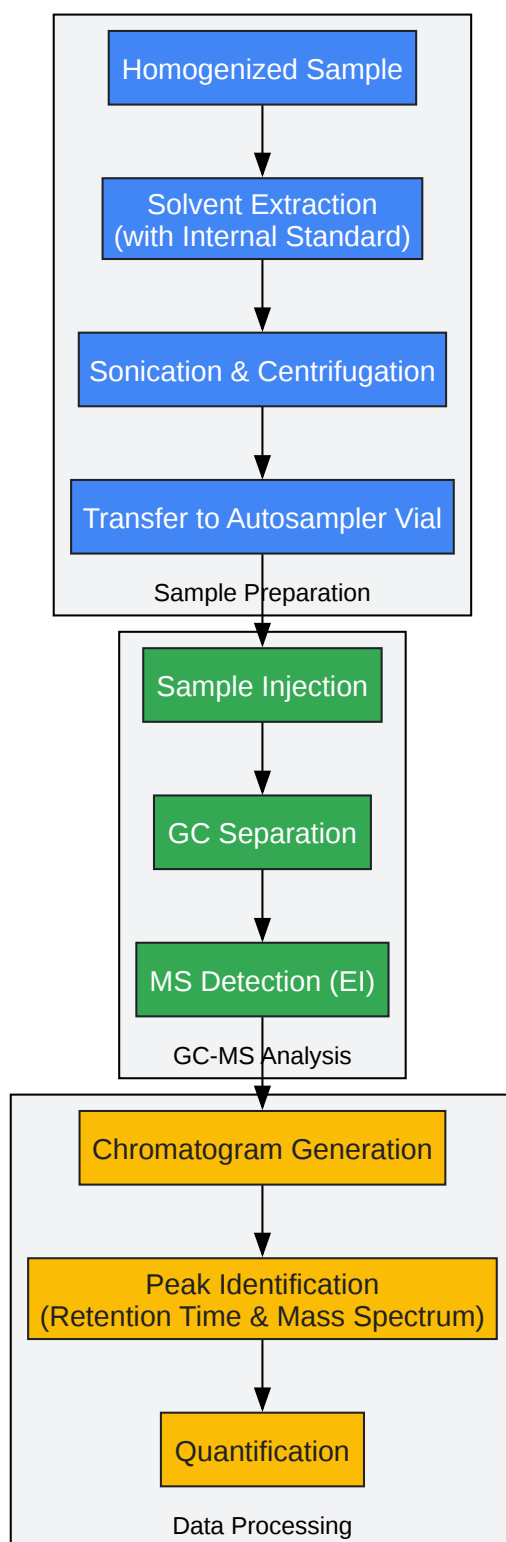 Homogenized Sample
Solvent Extraction
(with Internal Standard)
Sonication & Centrifugation
Transfer to Autosampler Vial
Sample Preparation
Sample Injection
GC Separation
MS Detection (EI)
GC-MS Analysis
Chromatogram Generation
Peak Identification
(Retention Time & Mass Spectrum)
Quantification
Data Processing